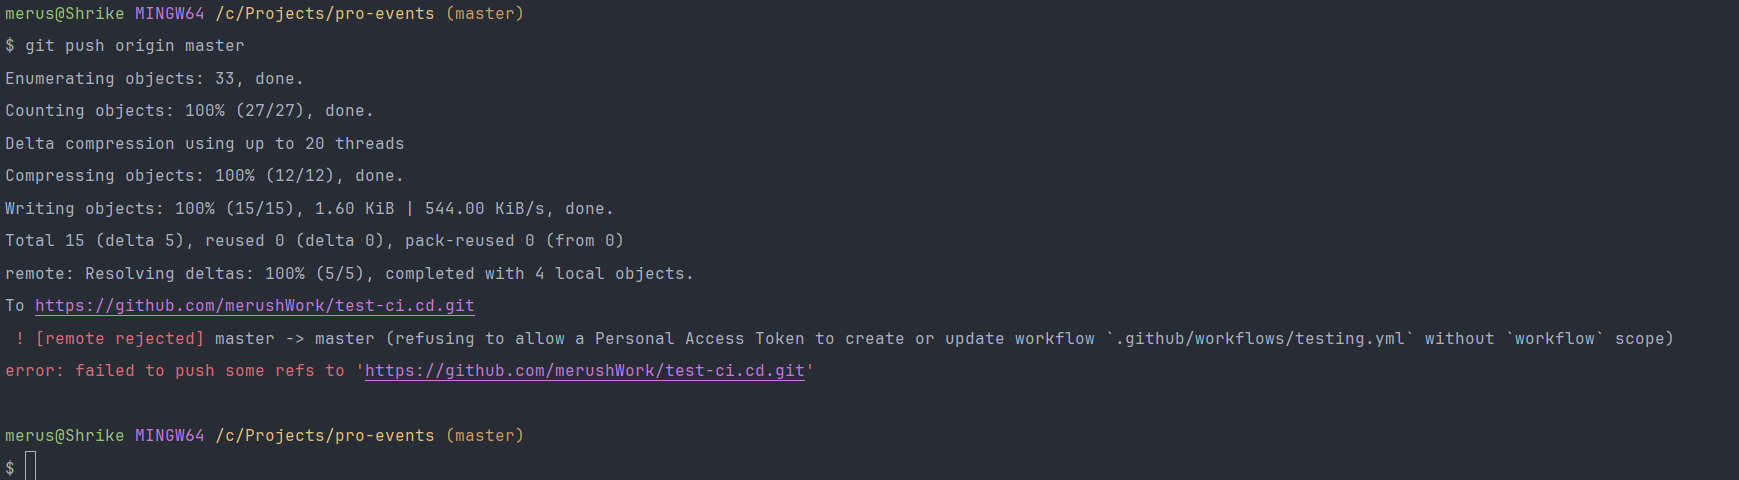 merus@Shrike MINGW64 /c/Projects/pro-events (master)
$ git push origin master
Enumerating objects: 33, done.
Counting objects: 100% (27/27), done.
Delta compression using up to 20 threads
Compressing objects: 100% (12/12), done.
Writing objects: 100% (15/15), 1.60 KiB | 544.00 KiB/s, done.
Total 15 (delta 5), reused 0 (delta 0), pack-reused 0 (from 0)
remote: Resolving deltas: 100% (5/5), completed with 4 local objects.
To https://github.com/merushWork/test-ci.cd.git
 ! [remote rejected] master -> master (refusing to allow a Personal Access Token to create or update workflow `.github/workflows/testing.yml` without `workflow` scope)
error: failed to push some refs to 'https://github.com/merushWork/test-ci.cd.git'
merus@Shrike MINGW64 /c/Projects/pro-events (master)
$